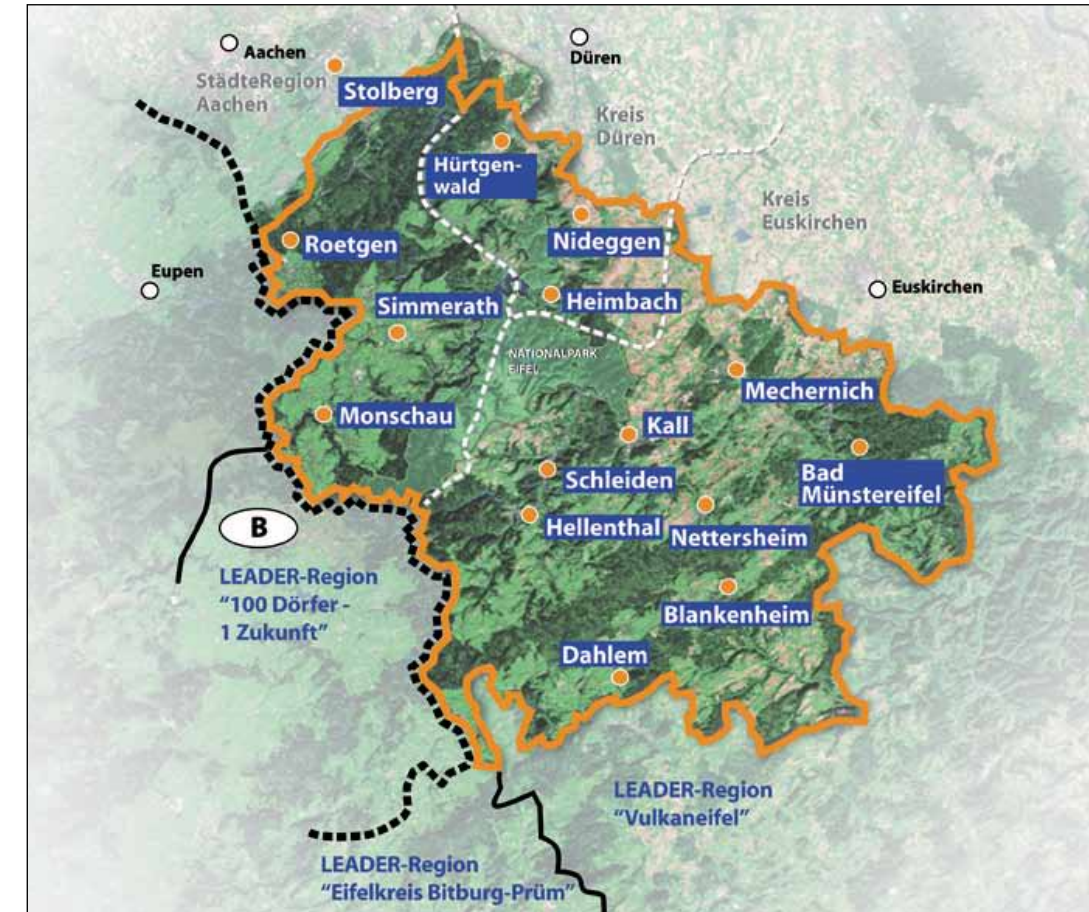 Aachen
Düren
StädteRegion
Aachen
Stolberg
Kreis
Düren
Hürtgen-
wald
Kreis
Euskirchen
Roetgen
Nideggen
Eupen
Euskirchen
Simmerath
Heimbach
NATIONALPARK
EIFEL
Mechernich
Monschau
Kall
Bad
Münstereifel
Schleiden
Hellenthal
Nettersheim
B
LEADER-Region
"100 Dörfer -
1 Zukunft"
Blankenheim
Dahlem
LEADER-Region
"Vulkaneifel"
LEADER-Region
"Eifelkreis Bitburg-Prüm"